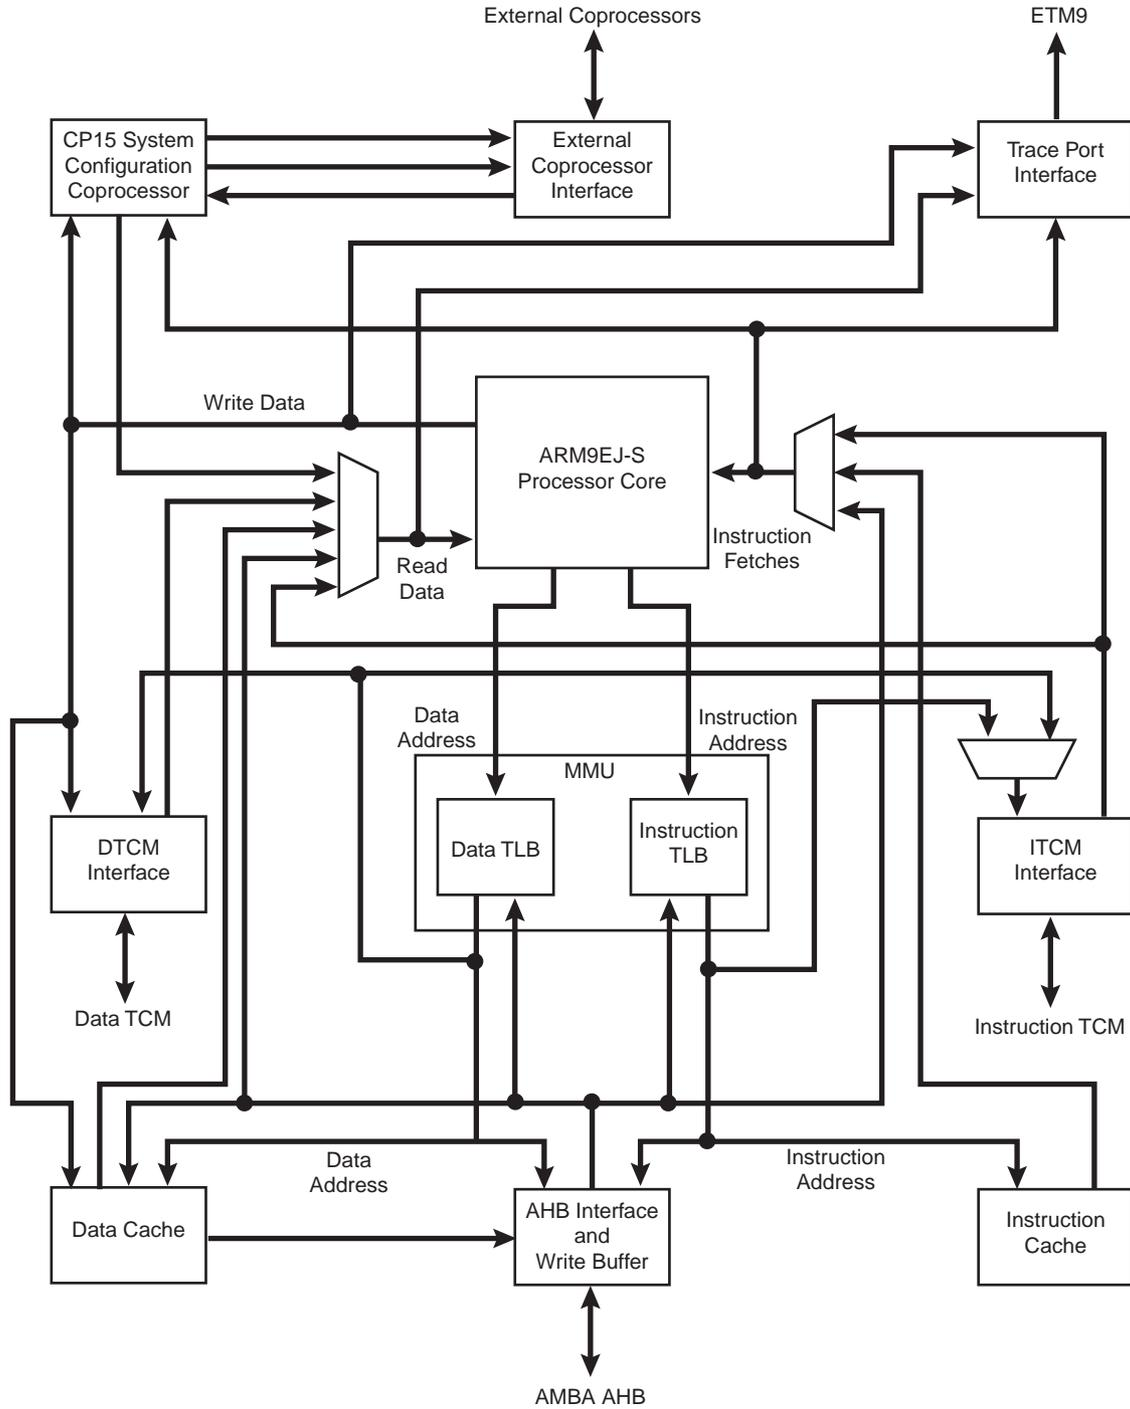 External Coprocessors
ETM9
CP15 System
Configuration
Coprocessor
External
Coprocessor
Interface
Trace Port
Interface
Write Data
ARM9EJ-S
Processor Core
Instruction
Fetches
Read
Data
Data
Address
Instruction
Address
MMU
Data TLB
Instruction
TLB
DTCM
Interface
ITCM
Interface
Data TCM
Instruction TCM
Data
Address
Instruction
Address
Data Cache
AHB Interface
and
Write Buffer
Instruction
Cache
AMBA AHB